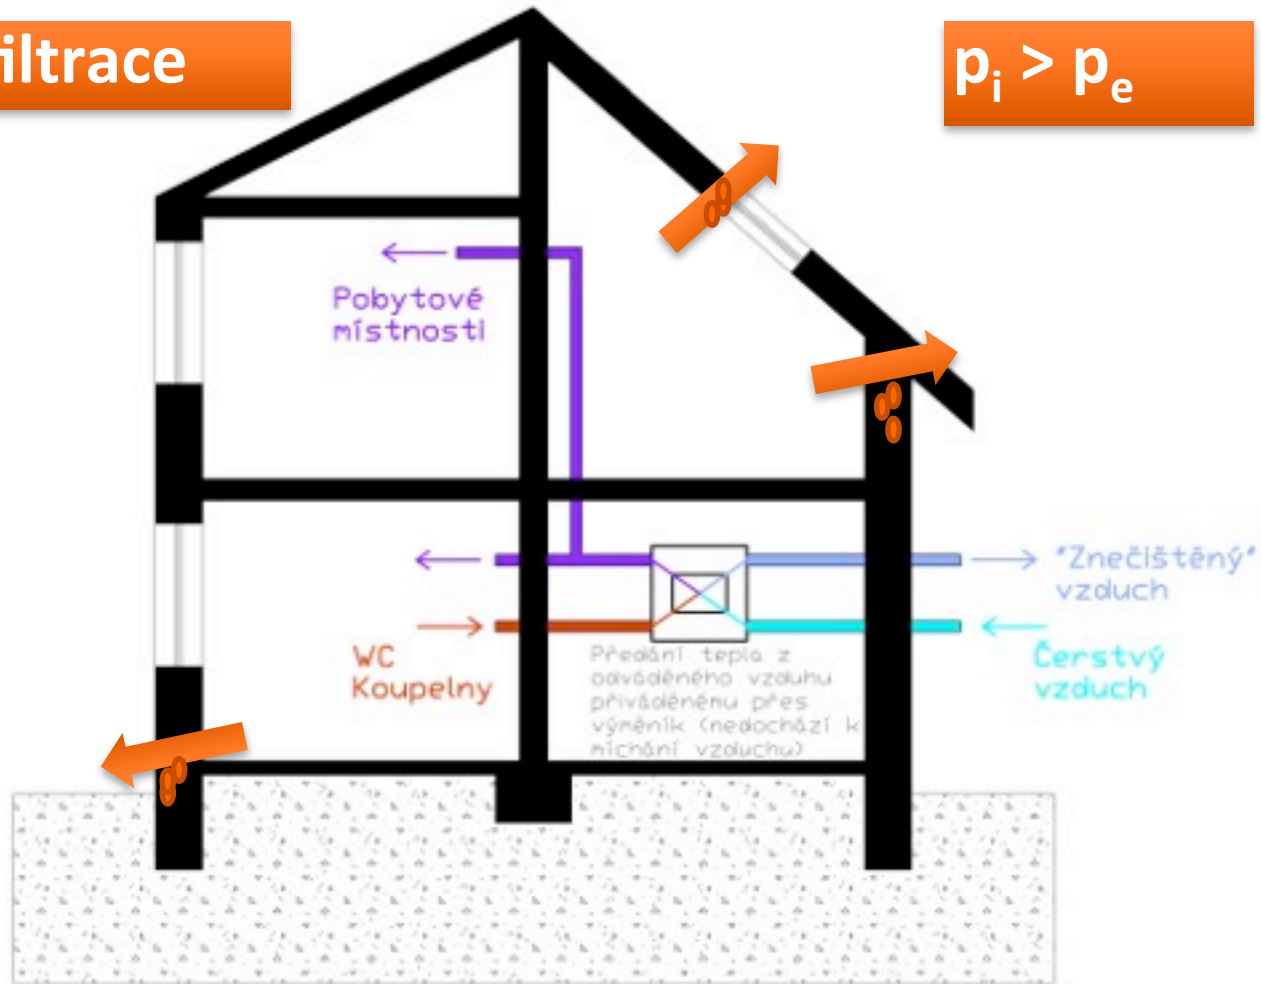 iltrace
pi > pe
Pobytové
místnosti
"Znečištěný"
vzduch
WC
Koupelny
Čerstvý
vzduch
Předání tepla z
odváděného vzduhu
přiváděnému přes
výměník (nedochází k
míchání vzduchu)